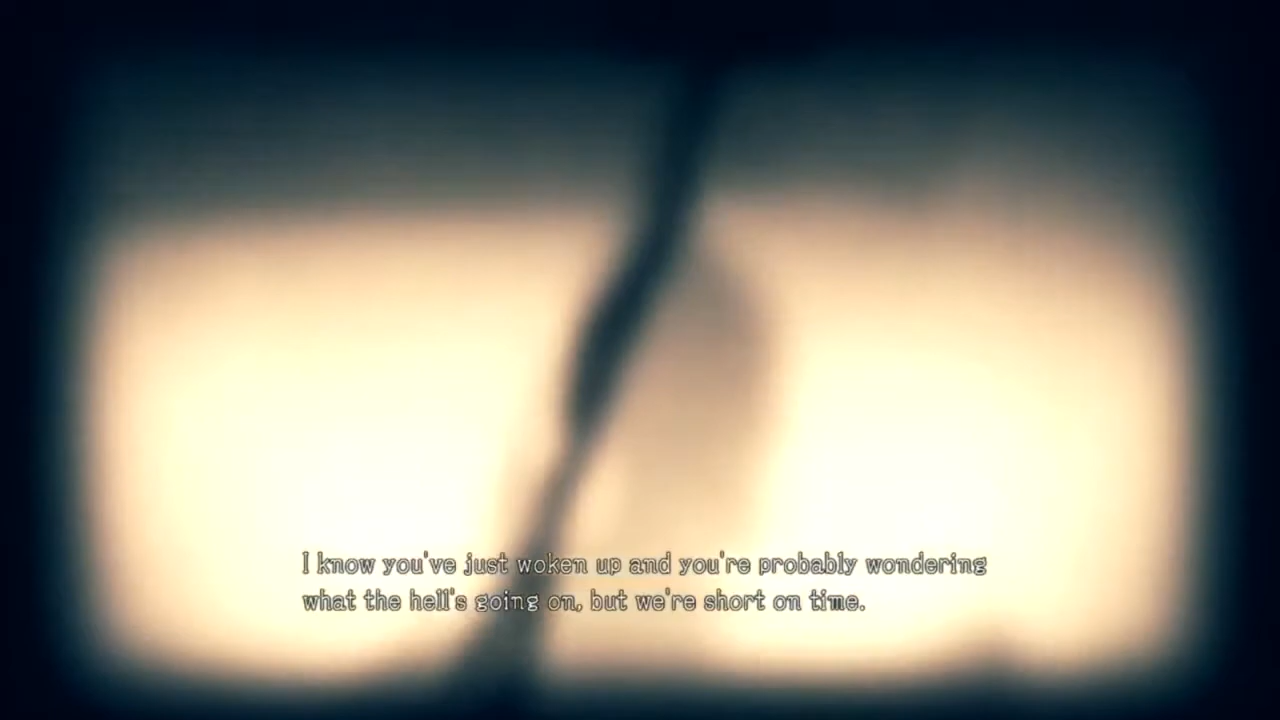 I know you've just woken up and you're probably wondering
what the hell's going on, but we're short on time.